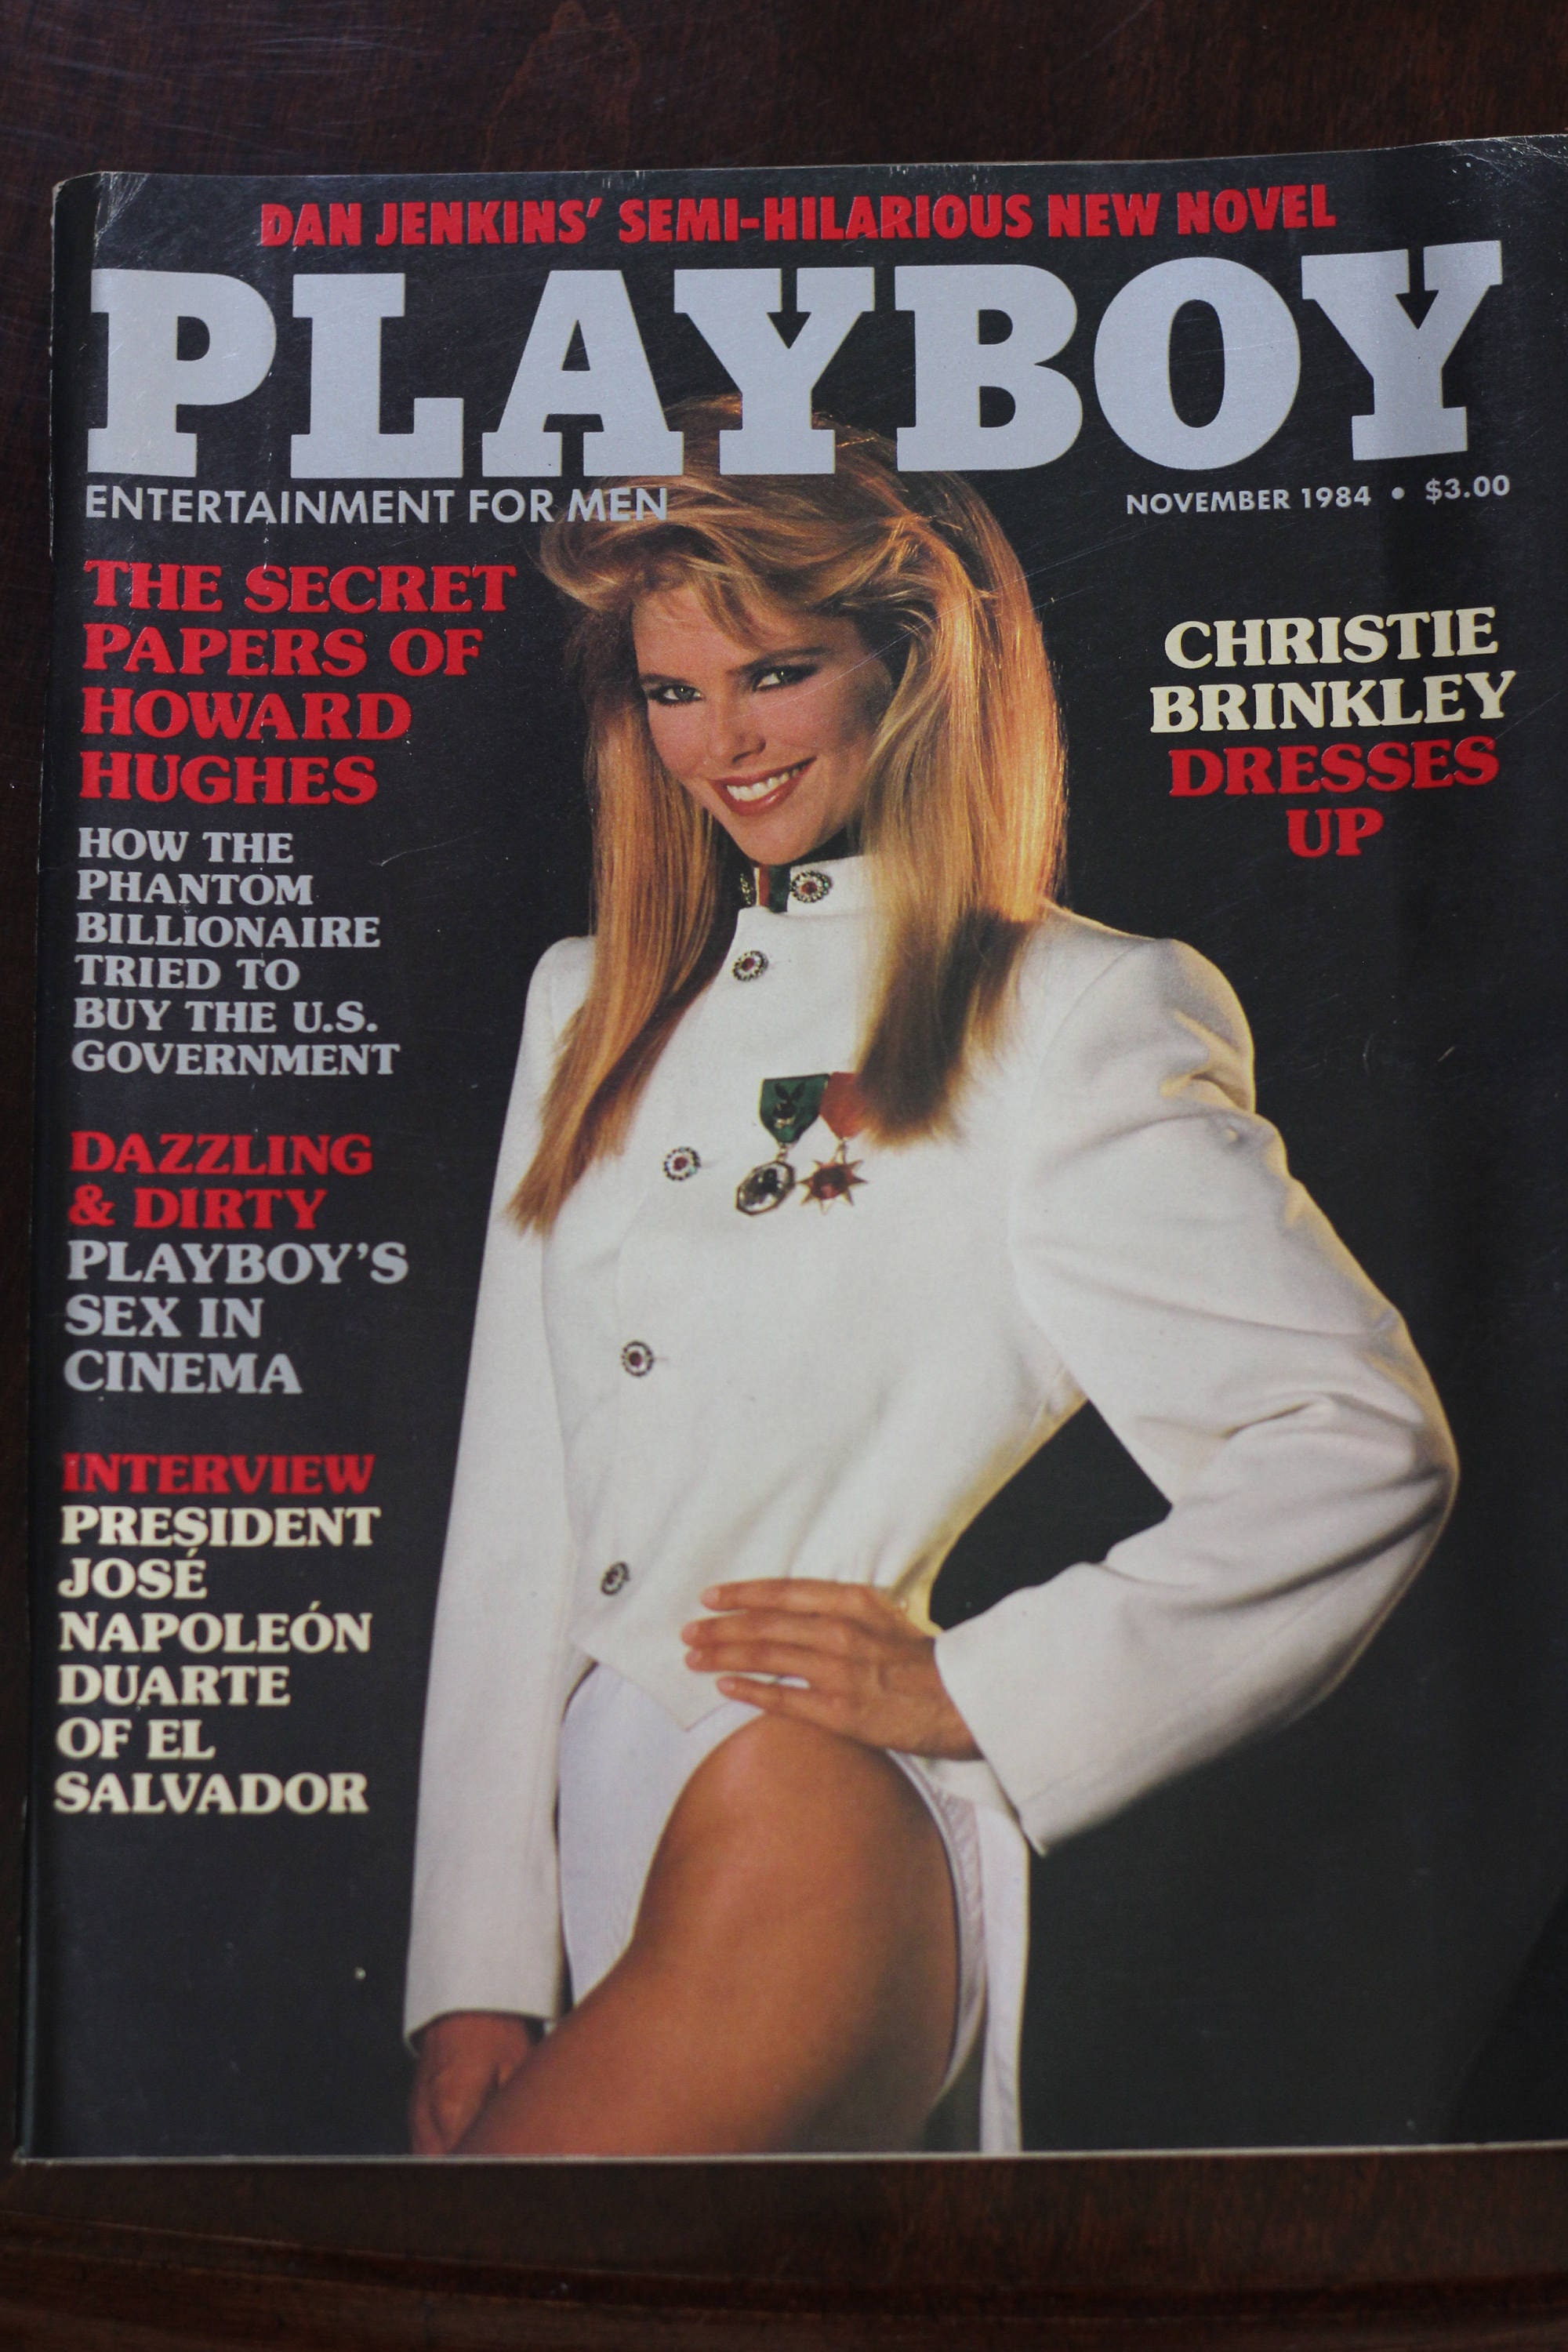 DAN JENKINS' SEMI-HILARIOUS NEW NOVEL
PLAYBOY
ENTERTAINMENT FOR MEN
NOVEMBER 1984 • $3.00
THE SECRET
PAPERS OF
HOWARD
HUGHES
HOW THE
PHANTOM
BILLIONAIRE
TRIED TO
BUY THE U.S.
GOVERNMENT
DAZZLING
& DIRTY
PLAYBOY'S
SEX IN
CINEMA
INTERVIEW
PRESIDENT
JOSÉ
NAPOLEÓN
DUARTE
OF EL
SALVADOR
CHRISTIE
BRINKLEY
DRESSES
UP